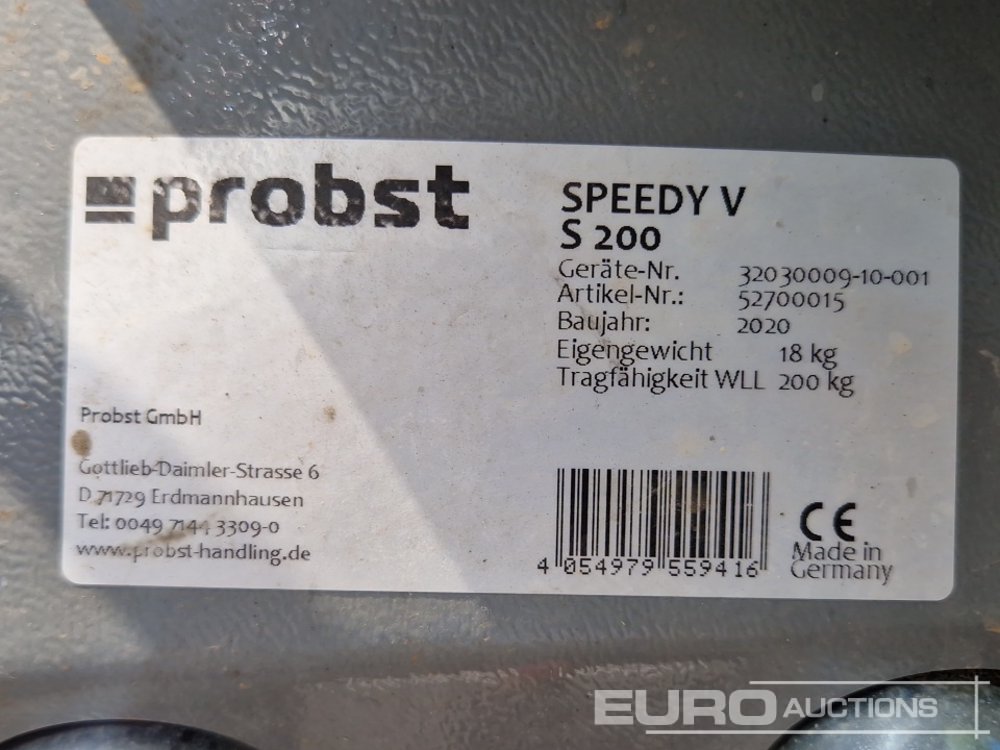 probst
SPEEDY V
S 200
Geräte-Nr. 32030009-10-001
Artikel-Nr.: 52700015
Baujahr: 2020
Eigengewicht 18 kg
Tragfähigkeit WLL 200 kg
Probst GmbH
Gottlieb-Daimler-Strasse 6
D 71729 Erdmannhausen
Tel: 0049 7144 3309-0
www.probst-handling.de
4 054979 559416
CE
Made in
Germany
EURO AUCTIONS